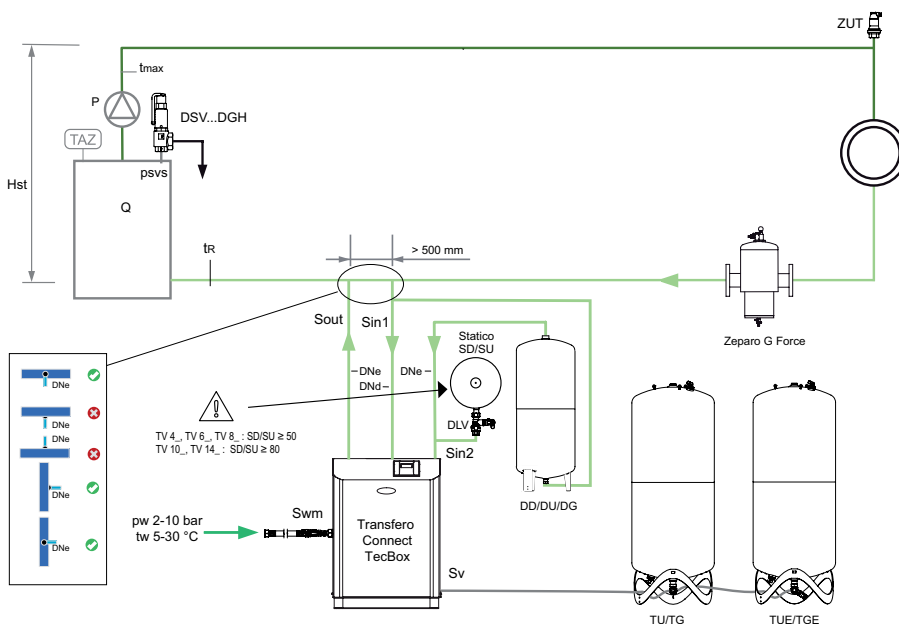 ZUT
tmax
P
DSV...DGH
TAZ
psvs
Hst
Q
tR
> 500 mm
Sout
Sin1
Zeparo G Force
Statico
SD/SU
DNe
DNd
DNe
DLV
Sin2
DNe
DNe
DNe
DNe
DNe
TV 4_, TV 6_, TV 8_ : SD/SU ≥ 50
TV 10_, TV 14_ : SD/SU ≥ 80
DD/DU/DG
Swm
pw 2-10 bar
tw 5-30 °C
Transfero
Connect
TecBox
Sv
TU/TG
TUE/TGE